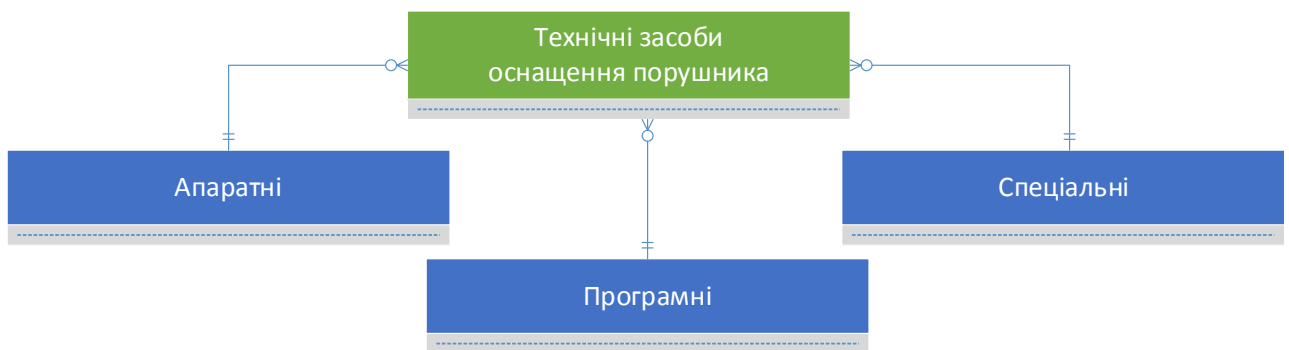 Технічні засоби
оснащення порушника
Апаратні
Спеціальні
Програмні